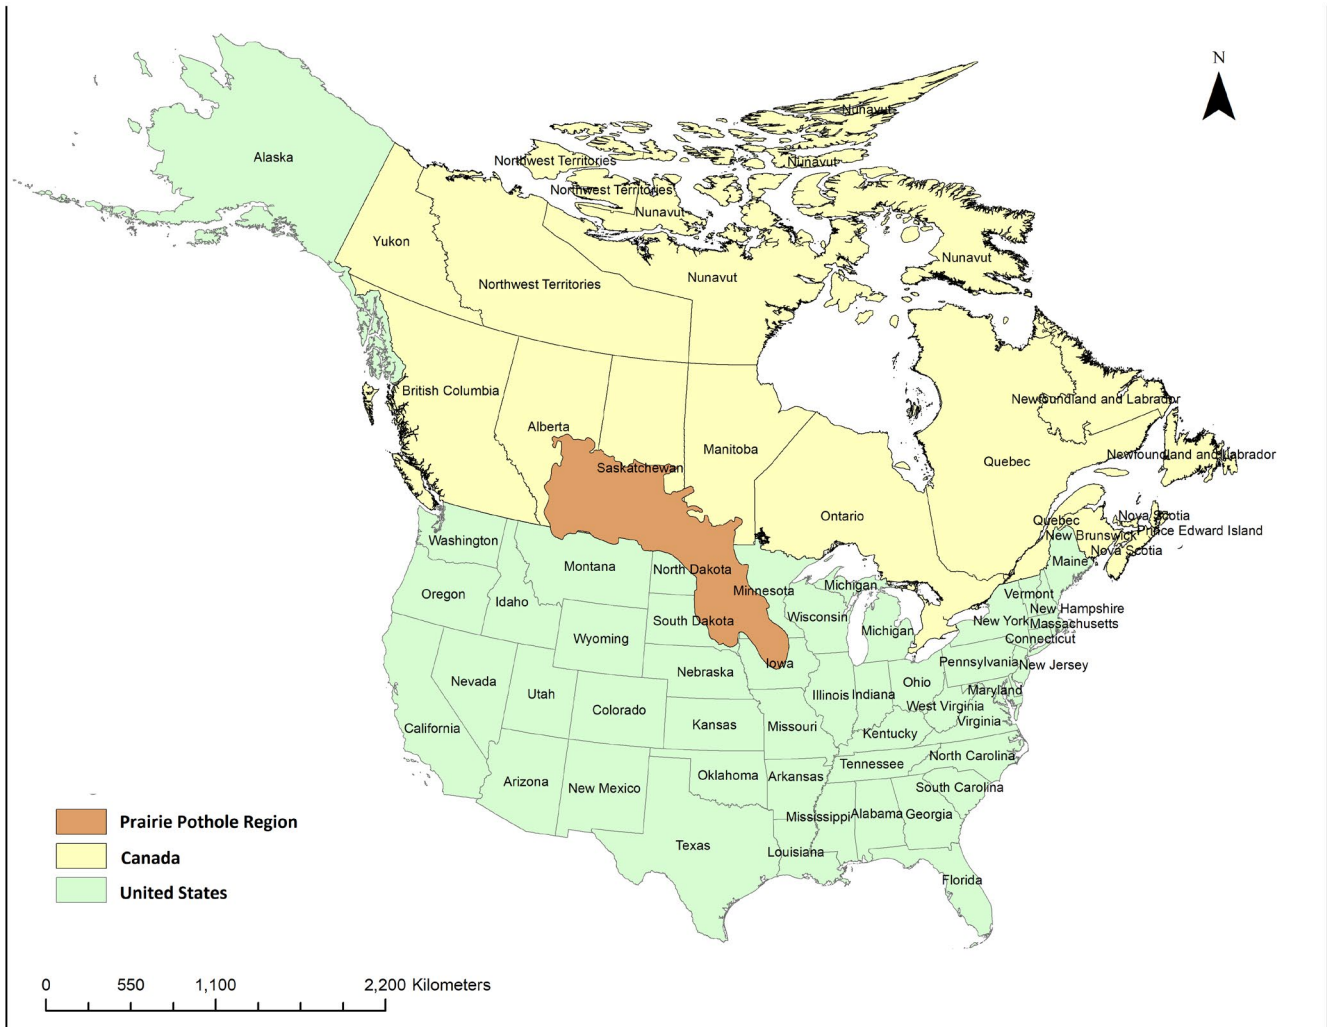 N
Nunavut
Alaska
Northwest Territories
Nunavut
Northwest Territories
Nunavut
Yukon
Nunavut
Nunavut
Northwest Territories
British Columbia
Newfoundland and Labrador
Alberta
Manitoba
Newfoundland and Labrador
Saskatchewan
Quebec
Ontario
Quebec
Nova Scotia
Prince Edward Island
New Brunswick
Nova Scotia
Washington
Maine
Montana
North Dakota
Minnesota
Michigan
Oregon
Idaho
Vermont
New Hampshire
South Dakota
Wisconsin
New York
Massachusetts
Wyoming
Michigan
Connecticut
Iowa
Pennsylvania
New Jersey
Nebraska
Nevada
Utah
Illinois
Indiana
Ohio
Maryland
West Virginia
Colorado
Virginia
California
Kansas
Missouri
Kentucky
North Carolina
Tennessee
Arizona
New Mexico
Oklahoma
Arkansas
South Carolina
Mississippi
Alabama
Georgia
Texas
Louisiana
Florida
Prairie Pothole Region
Canada
United States
0 550 1,100 2,200 Kilometers